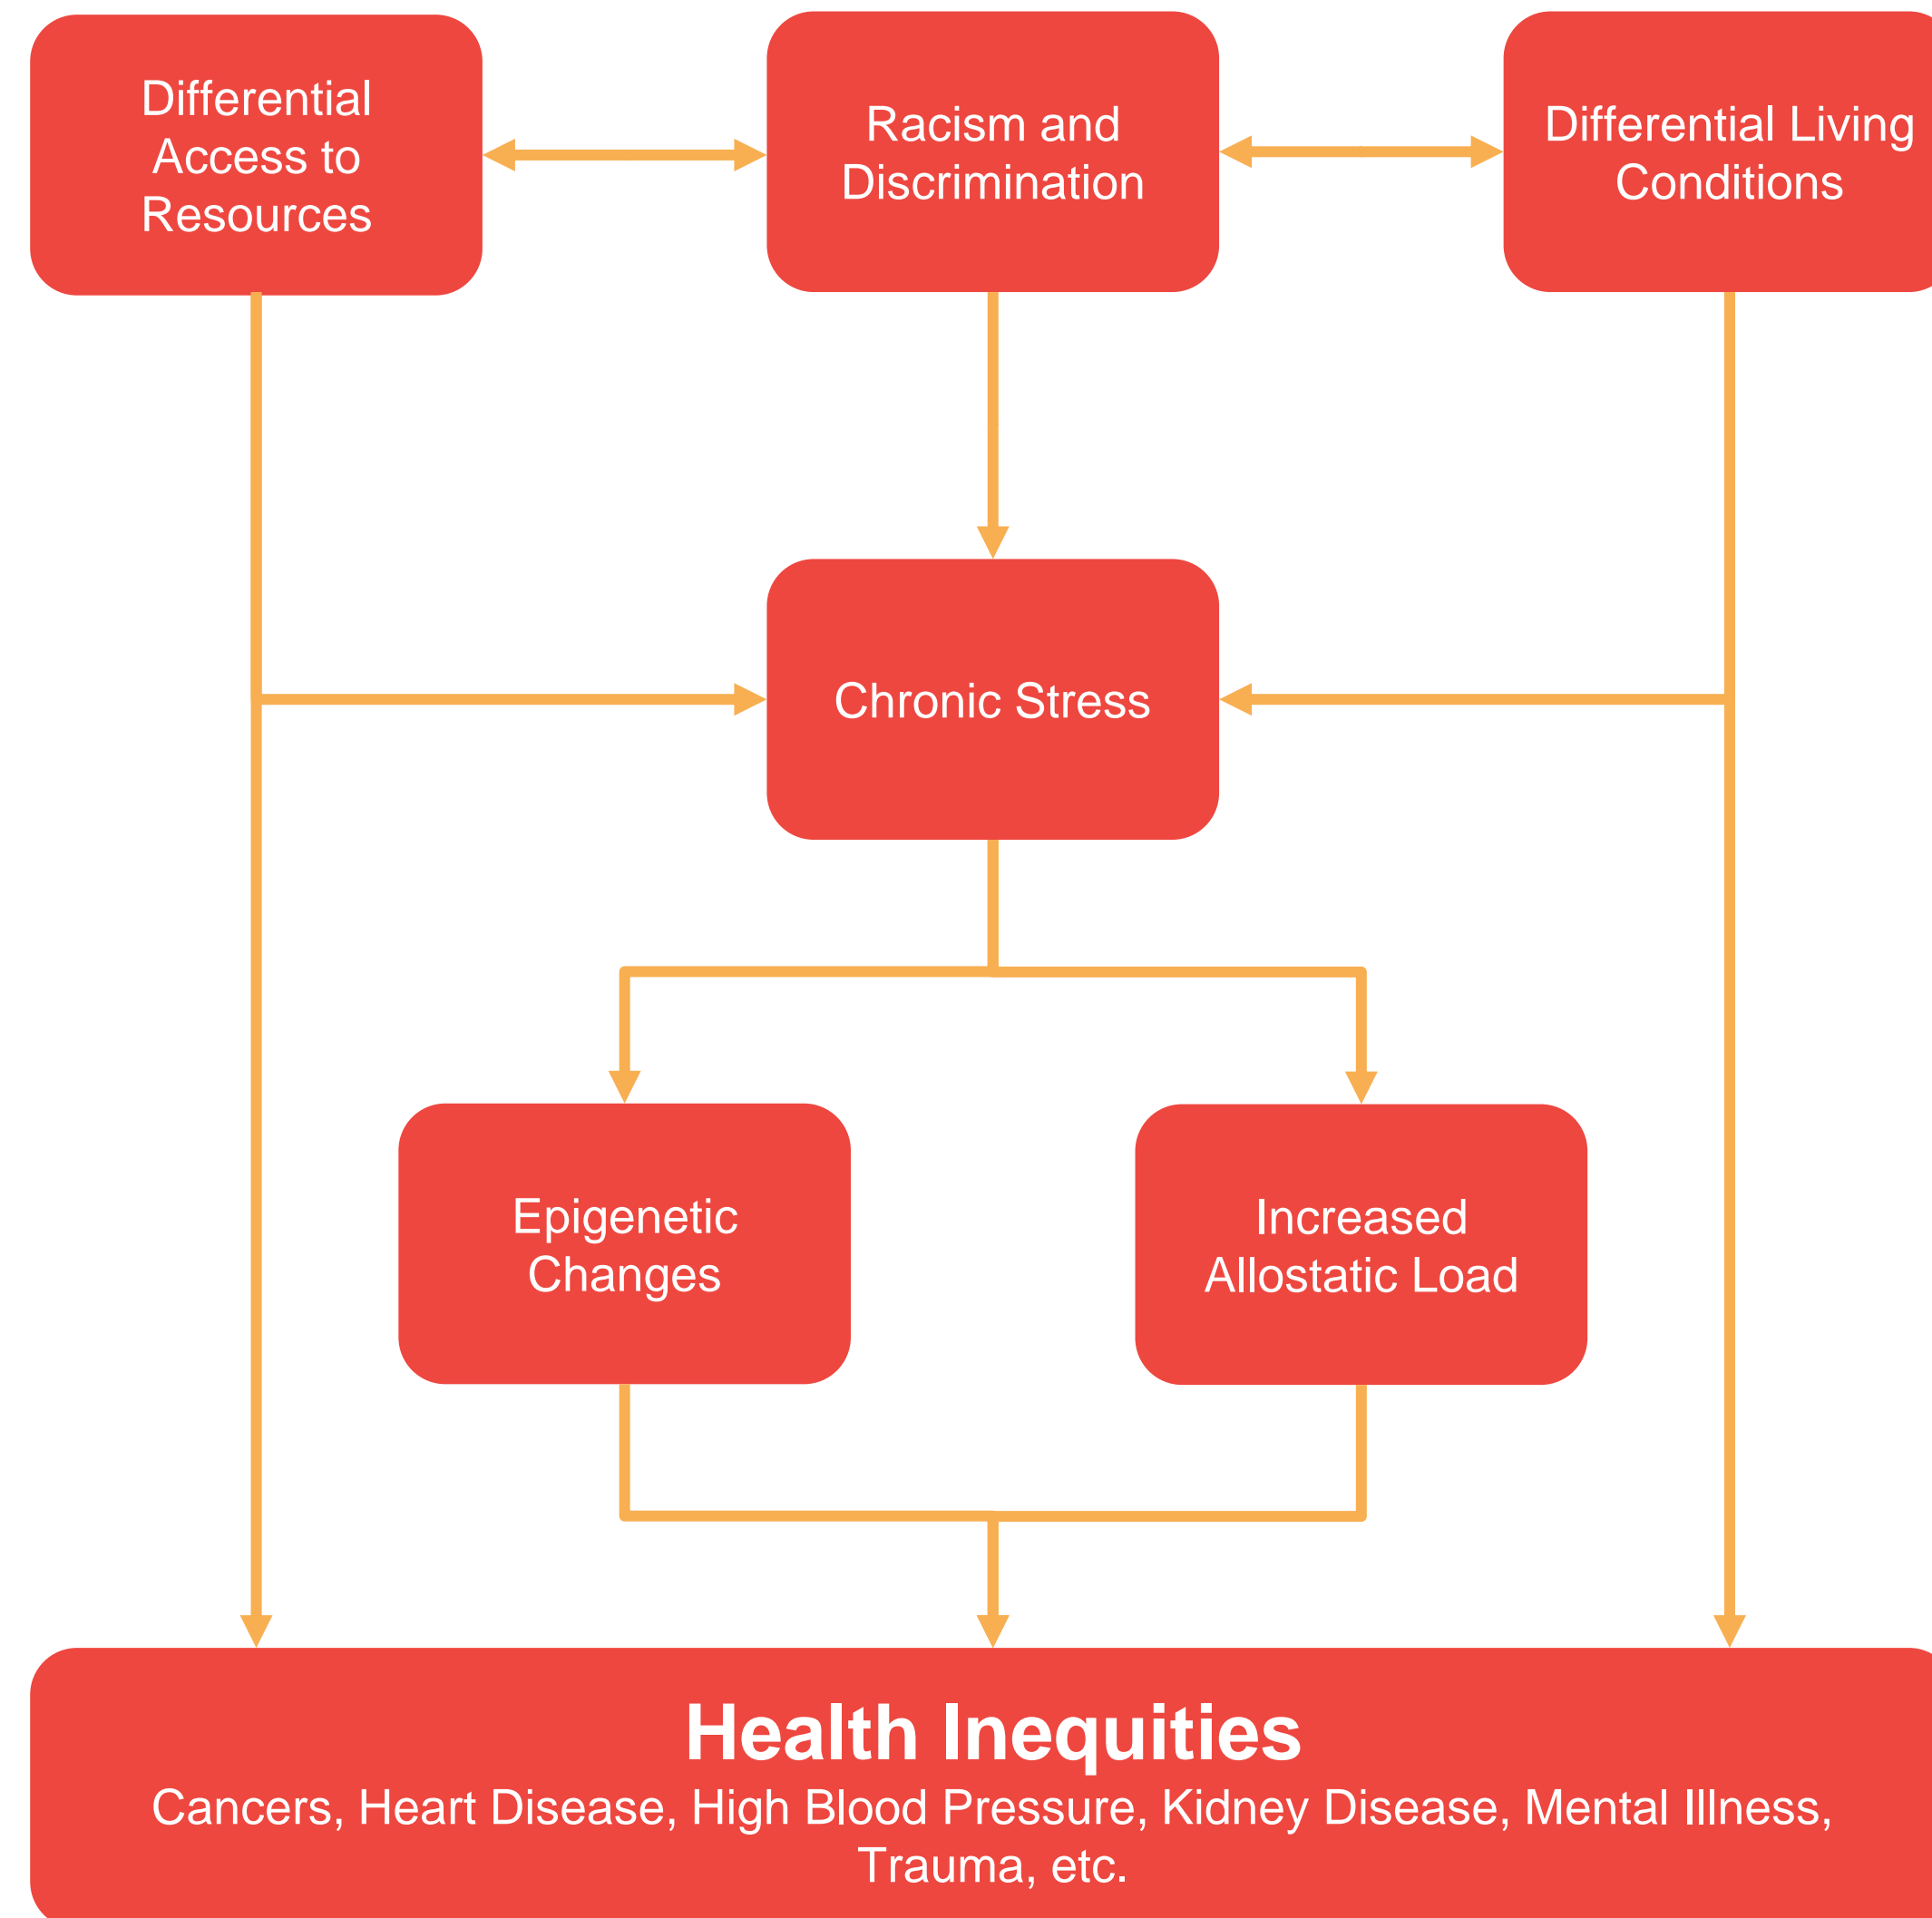 Differential
Access to
Resources
Racism and
Discrimination
Differential Living
Conditions
Chronic Stress
Epigenetic
Changes
Increased
Allostatic Load
Health Inequities
Cancers, Heart Disease, High Blood Pressure, Kidney Disease, Mental Illness,
Trauma, etc.